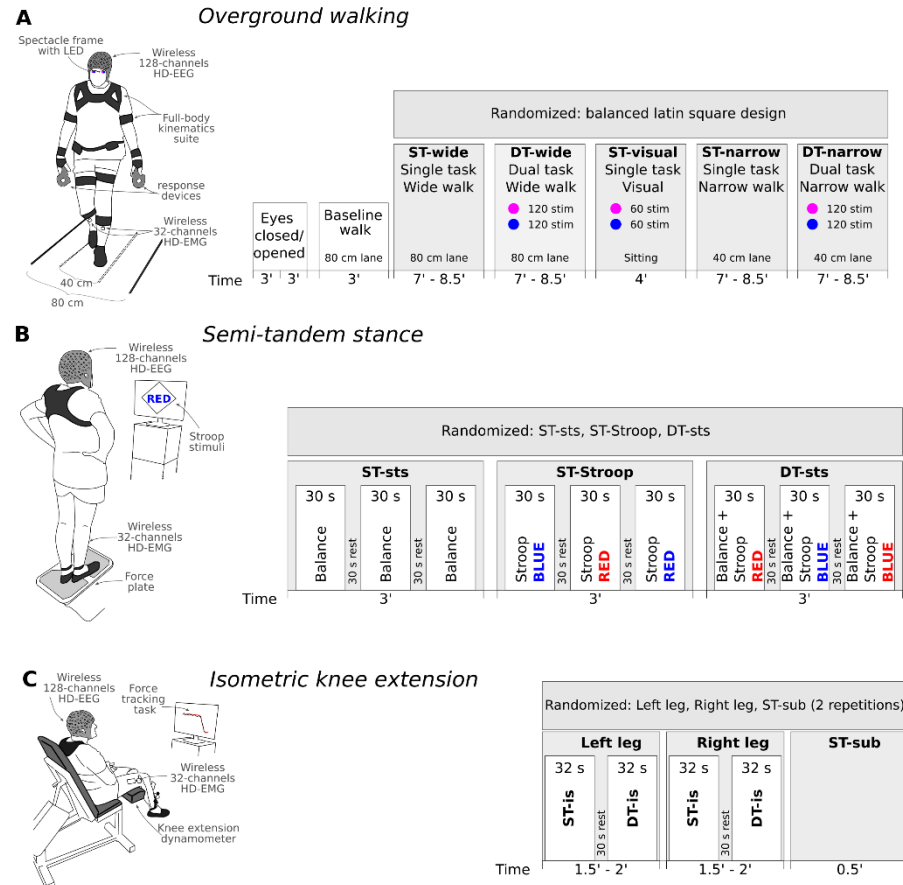 A
Overground walking
Spectacle frame
with LED
Wireless
128-channels
HD-EEG
Full-body
kinematics
suite
response
devices
Wireless
32-channels
HD-EMG
40 cm
80 cm
Randomized: balanced latin square design
Eyes
closed/
opened
Baseline
walk
80 cm lane
ST-wide
Single task
Wide walk
80 cm lane
DT-wide
Dual task
Wide walk
120 stim
120 stim
80 cm lane
ST-visual
Single task
Visual
60 stim
60 stim
Sitting
ST-narrow
Single task
Narrow walk
40 cm lane
DT-narrow
Dual task
Narrow walk
120 stim
120 stim
40 cm lane
Time 3' 3' 3' 7' - 8.5' 7' - 8.5' 4' 7' - 8.5' 7' - 8.5'
B
Semi-tandem stance
Wireless
128-channels
HD-EEG
RED
Stroop
stimuli
Wireless
32-channels
HD-EMG
Force
plate
Randomized: ST-sts, ST-Stroop, DT-sts
ST-sts
30 s
Balance
30 s rest
30 s
Balance
30 s rest
30 s
Balance
ST-Stroop
30 s
Stroop
BLUE
30 s rest
30 s
Stroop
RED
30 s rest
30 s
Stroop
RED
DT-sts
30 s
Balance +
Stroop
RED
30 s rest
30 s
Balance +
Stroop
BLUE
30 s rest
30 s
Balance +
Stroop
BLUE
Time 3' 3' 3'
C
Isometric knee extension
Wireless
128-channels
HD-EEG
Force
tracking
task
Wireless
32-channels
HD-EMG
Knee extension
dynamometer
Randomized: Left leg, Right leg, ST-sub (2 repetitions)
Left leg
32 s
ST-is
30 s rest
32 s
DT-is
Right leg
32 s
ST-is
30 s rest
32 s
DT-is
ST-sub
Time 1.5' - 2' 1.5' - 2' 0.5'